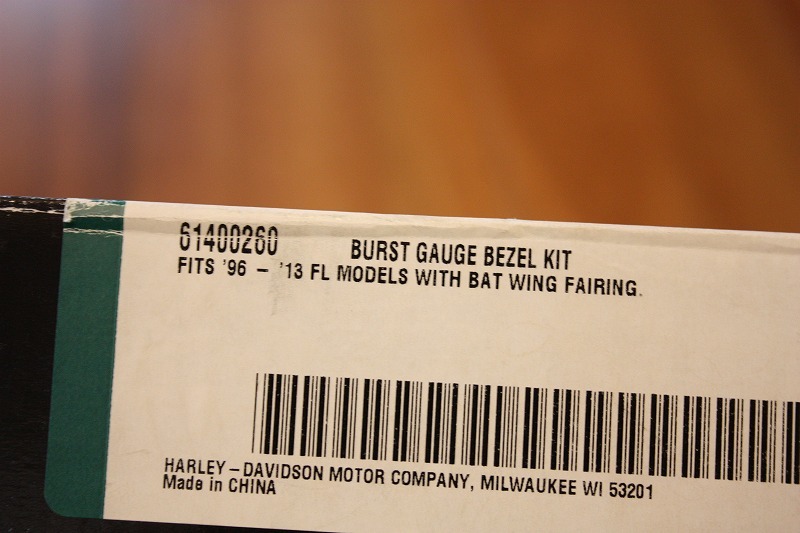 61400260 BURST GAUGE BEZEL KIT
FITS '96 – '13 FL MODELS WITH BAT WING FAIRING.
HARLEY–DAVIDSON MOTOR COMPANY, MILWAUKEE WI 53201
Made in CHINA